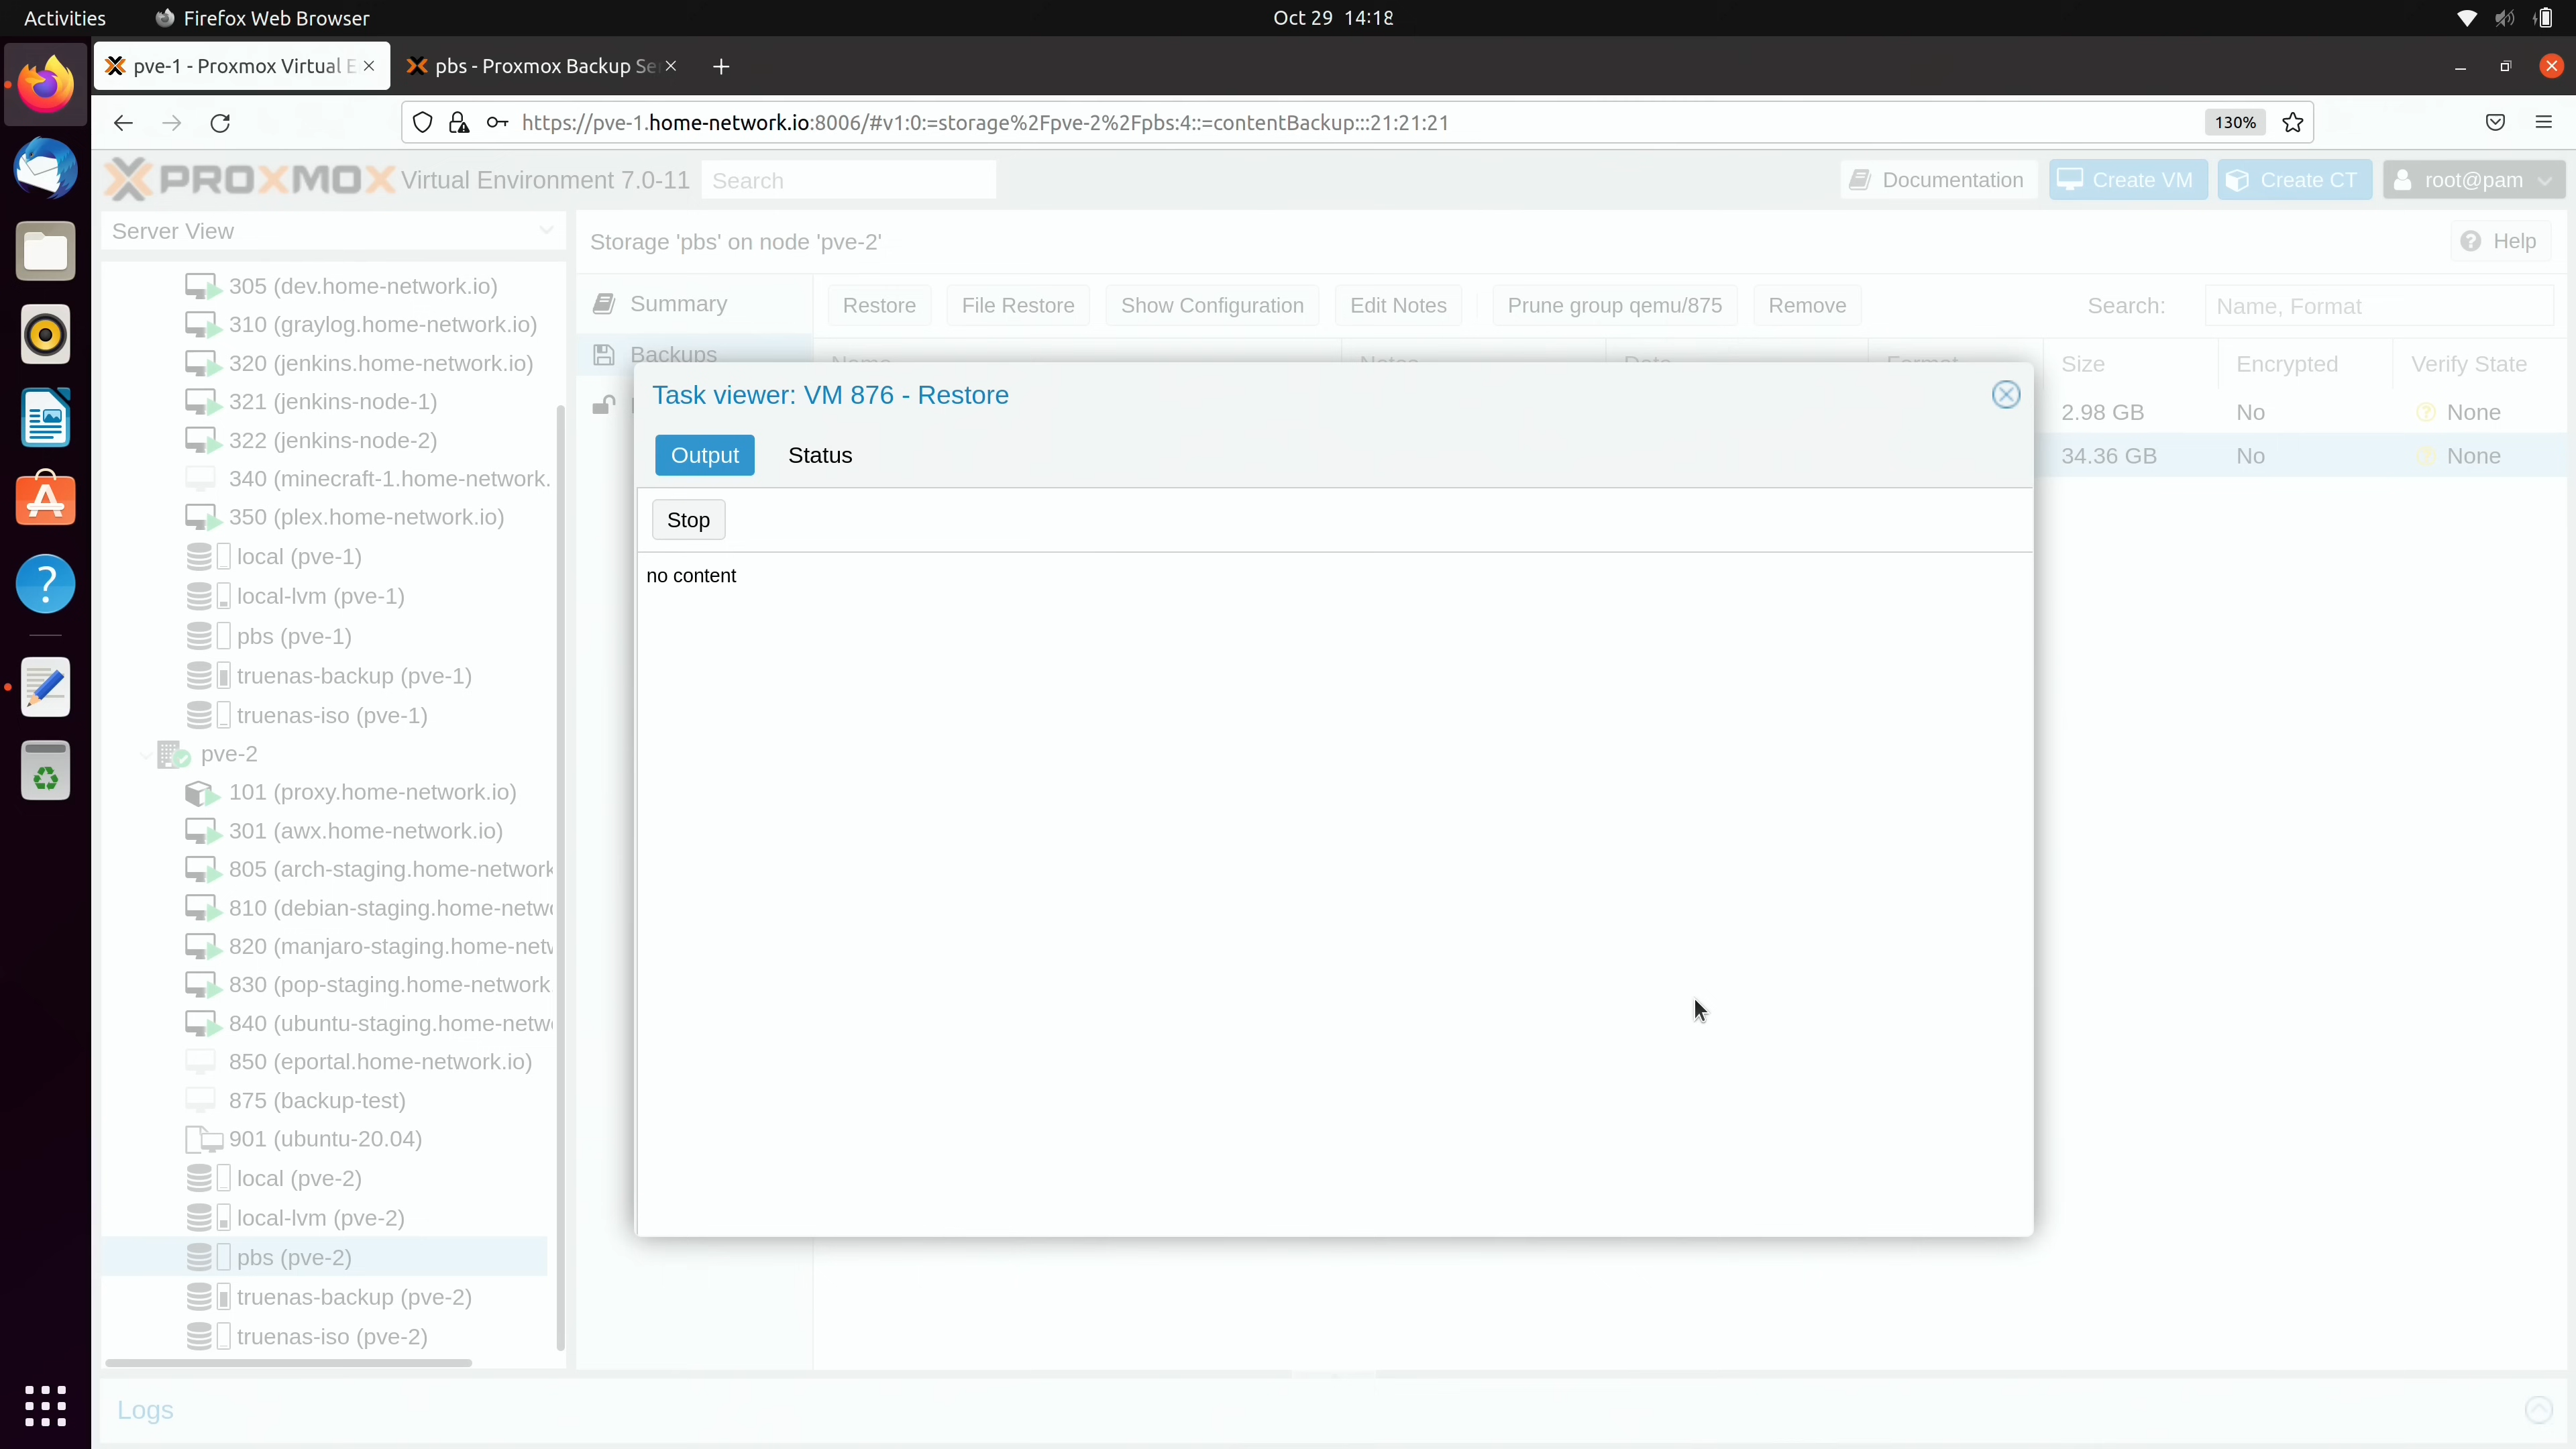 Activities
Firefox Web Browser
Oct 29 14:18
pve-1 - Proxmox Virtual E
pbs - Proxmox Backup Se
https://pve-1.home-network.io:8006/#v1:0:=storage%2Fpve-2%2Fpbs:4::=contentBackup:::21:21:21
130%
PROXMOX Virtual Environment 7.0-11
Search
Documentation
Create VM
Create CT
root@pam
Server View
Storage 'pbs' on node 'pve-2'
Help
305 (dev.home-network.io)
310 (graylog.home-network.io)
320 (jenkins.home-network.io)
321 (jenkins-node-1)
322 (jenkins-node-2)
340 (minecraft-1.home-network.
350 (plex.home-network.io)
local (pve-1)
local-lvm (pve-1)
pbs (pve-1)
truenas-backup (pve-1)
truenas-iso (pve-1)
pve-2
101 (proxy.home-network.io)
301 (awx.home-network.io)
805 (arch-staging.home-network
810 (debian-staging.home-netw
820 (manjaro-staging.home-net
830 (pop-staging.home-network
840 (ubuntu-staging.home-netw
850 (eportal.home-network.io)
875 (backup-test)
901 (ubuntu-20.04)
local (pve-2)
local-lvm (pve-2)
pbs (pve-2)
truenas-backup (pve-2)
truenas-iso (pve-2)
Summary
Backups
Restore
File Restore
Show Configuration
Edit Notes
Prune group qemu/875
Remove
Search:
Name, Format
Name
Notes
Date
Format
Size
Encrypted
Verify State
2.98 GB
No
None
34.36 GB
No
None
Task viewer: VM 876 - Restore
Output
Status
Stop
no content
Logs